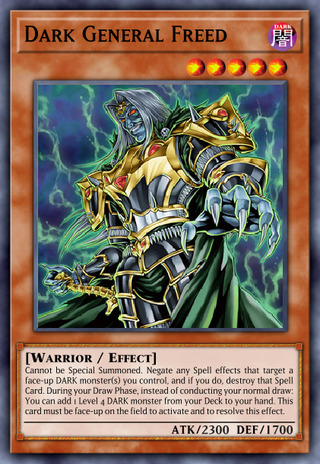 DARK GENERAL FREED
DARK
闇
[WARRIOR / EFFECT]
Cannot be Special Summoned. Negate any Spell effects that target a
face-up DARK monster(s) you control, and if you do, destroy that Spell
Card. During your Draw Phase, instead of conducting your normal draw:
You can add 1 Level 4 DARK monster from your Deck to your hand. This
card must be face-up on the field to activate and to resolve this effect.
ATK/2300 DEF/1700